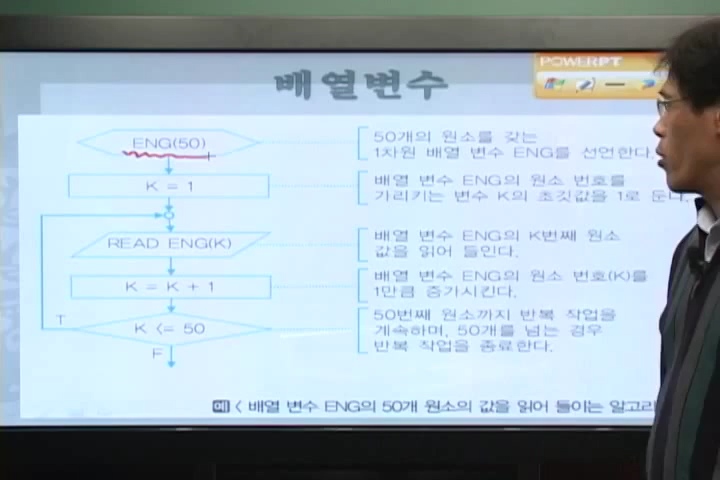 POWERPT
배열변수
ENG(50)
50개의 원소를 갖는
1차원 배열 변수 ENG를 선언한다.
K = 1
배열 변수 ENG의 원소 번호를
가리키는 변수 K의 초깃값을 1로 둔다.
READ ENG(K)
배열 변수 ENG의 K번째 원소
값을 읽어 들인다.
K = K + 1
배열 변수 ENG의 원소 번호(K)를
1만큼 증가시킨다.
T
K <= 50
50번째 원소까지 반복 작업을
계속하며, 50개를 넘는 경우
반복 작업을 종료한다.
F
예 < 배열 변수 ENG의 50개 원소의 값을 읽어 들이는 알고리